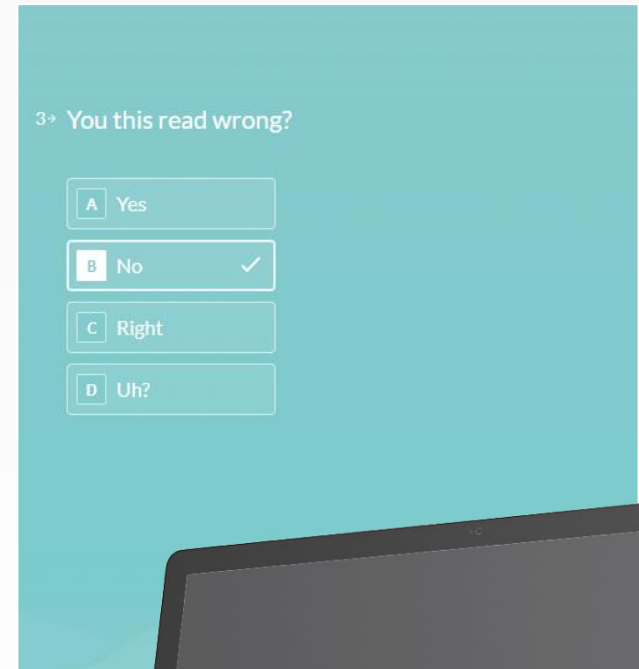 3→ You this read wrong?
A Yes
B No
C Right
D Uh?